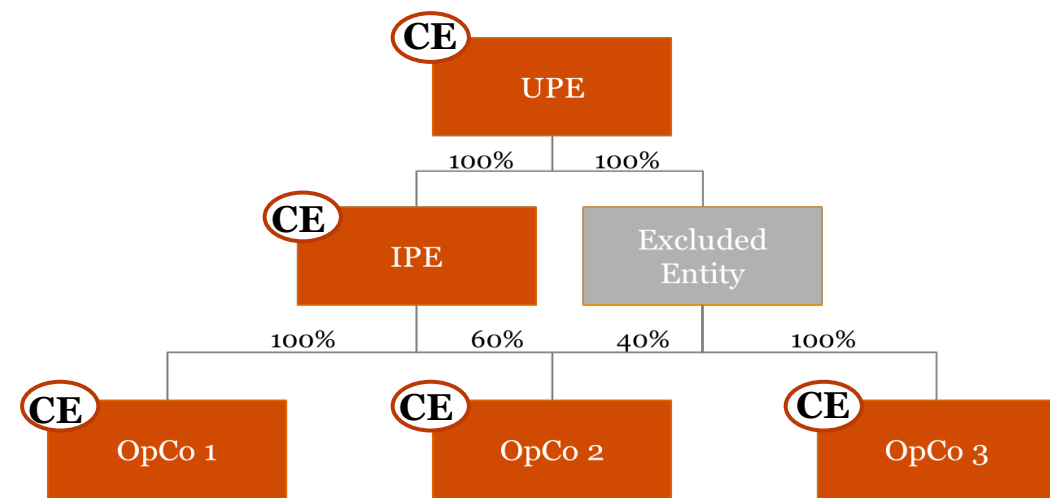 CE
UPE
100% 100%
CE
IPE
Excluded
Entity
100% 60% 40% 100%
CE
OpCo 1
CE
OpCo 2
CE
OpCo 3